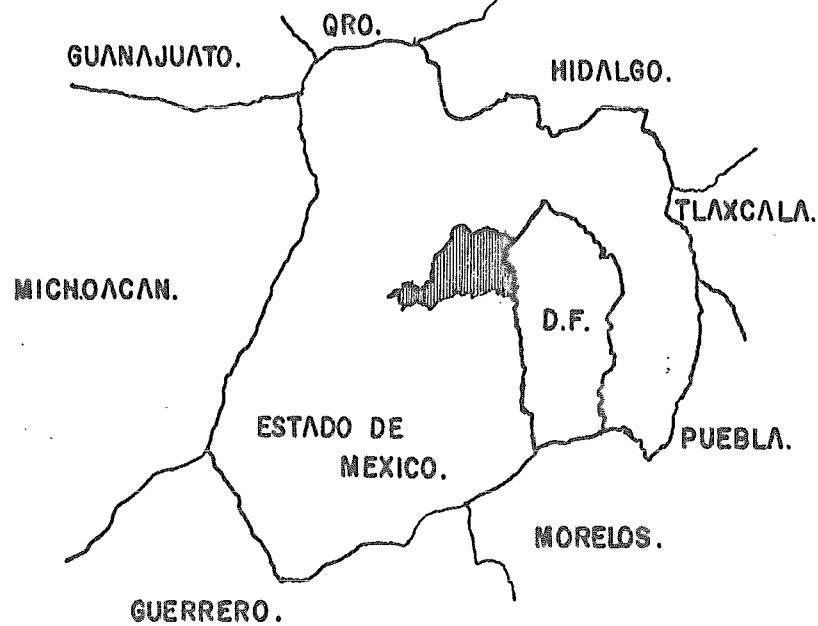 QRO.
GUANAJUATO.
HIDALGO.
TLAXCALA.
MICHOACAN.
D.F.
ESTADO DE
MEXICO.
PUEBLA.
MORELOS.
GUERRERO.